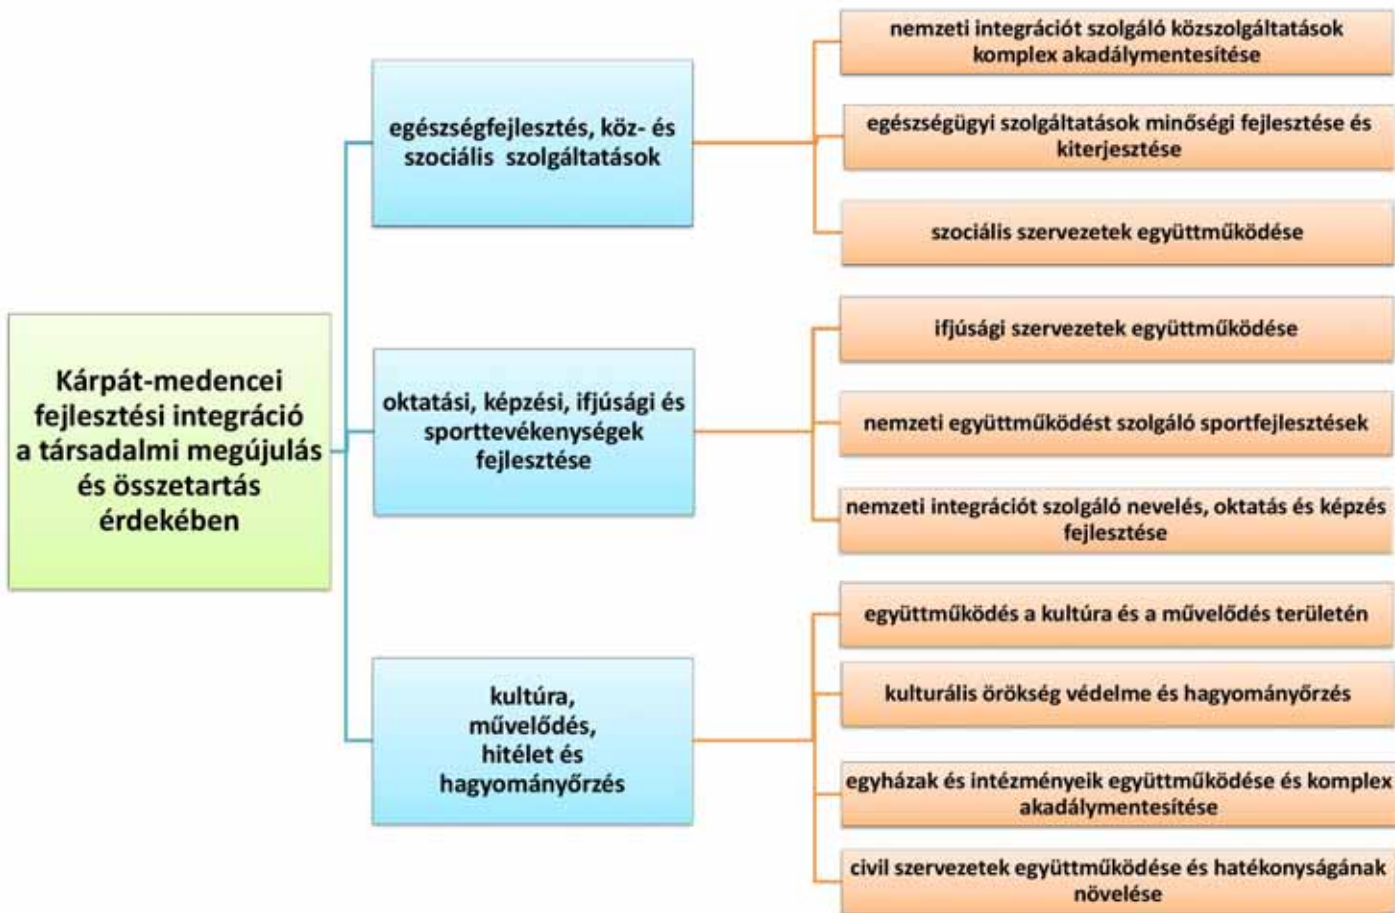 Kárpát-medencei
fejlesztési integráció
a társadalmi megújulás
és összetartás
érdekében
egészségfejlesztés, köz- és
szociális szolgáltatások
nemzeti integrációt szolgáló közszolgáltatások
komplex akadálymentesítése
egészségügyi szolgáltatások minőségi fejlesztése és
kiterjesztése
szociális szervezetek együttműködése
oktatási, képzési, ifjúsági és
sporttevékenységek
fejlesztése
ifjúsági szervezetek együttműködése
nemzeti együttműködést szolgáló sportfejlesztések
nemzeti integrációt szolgáló nevelés, oktatás és képzés
fejlesztése
kultúra,
művelődés,
hitélet és
hagyományőrzés
együttműködés a kultúra és a művelődés területén
kulturális örökség védelme és hagyományőrzés
egyházak és intézményeik együttműködése és komplex
akadálymentesítése
civil szervezetek együttműködése és hatékonyságának
növelése